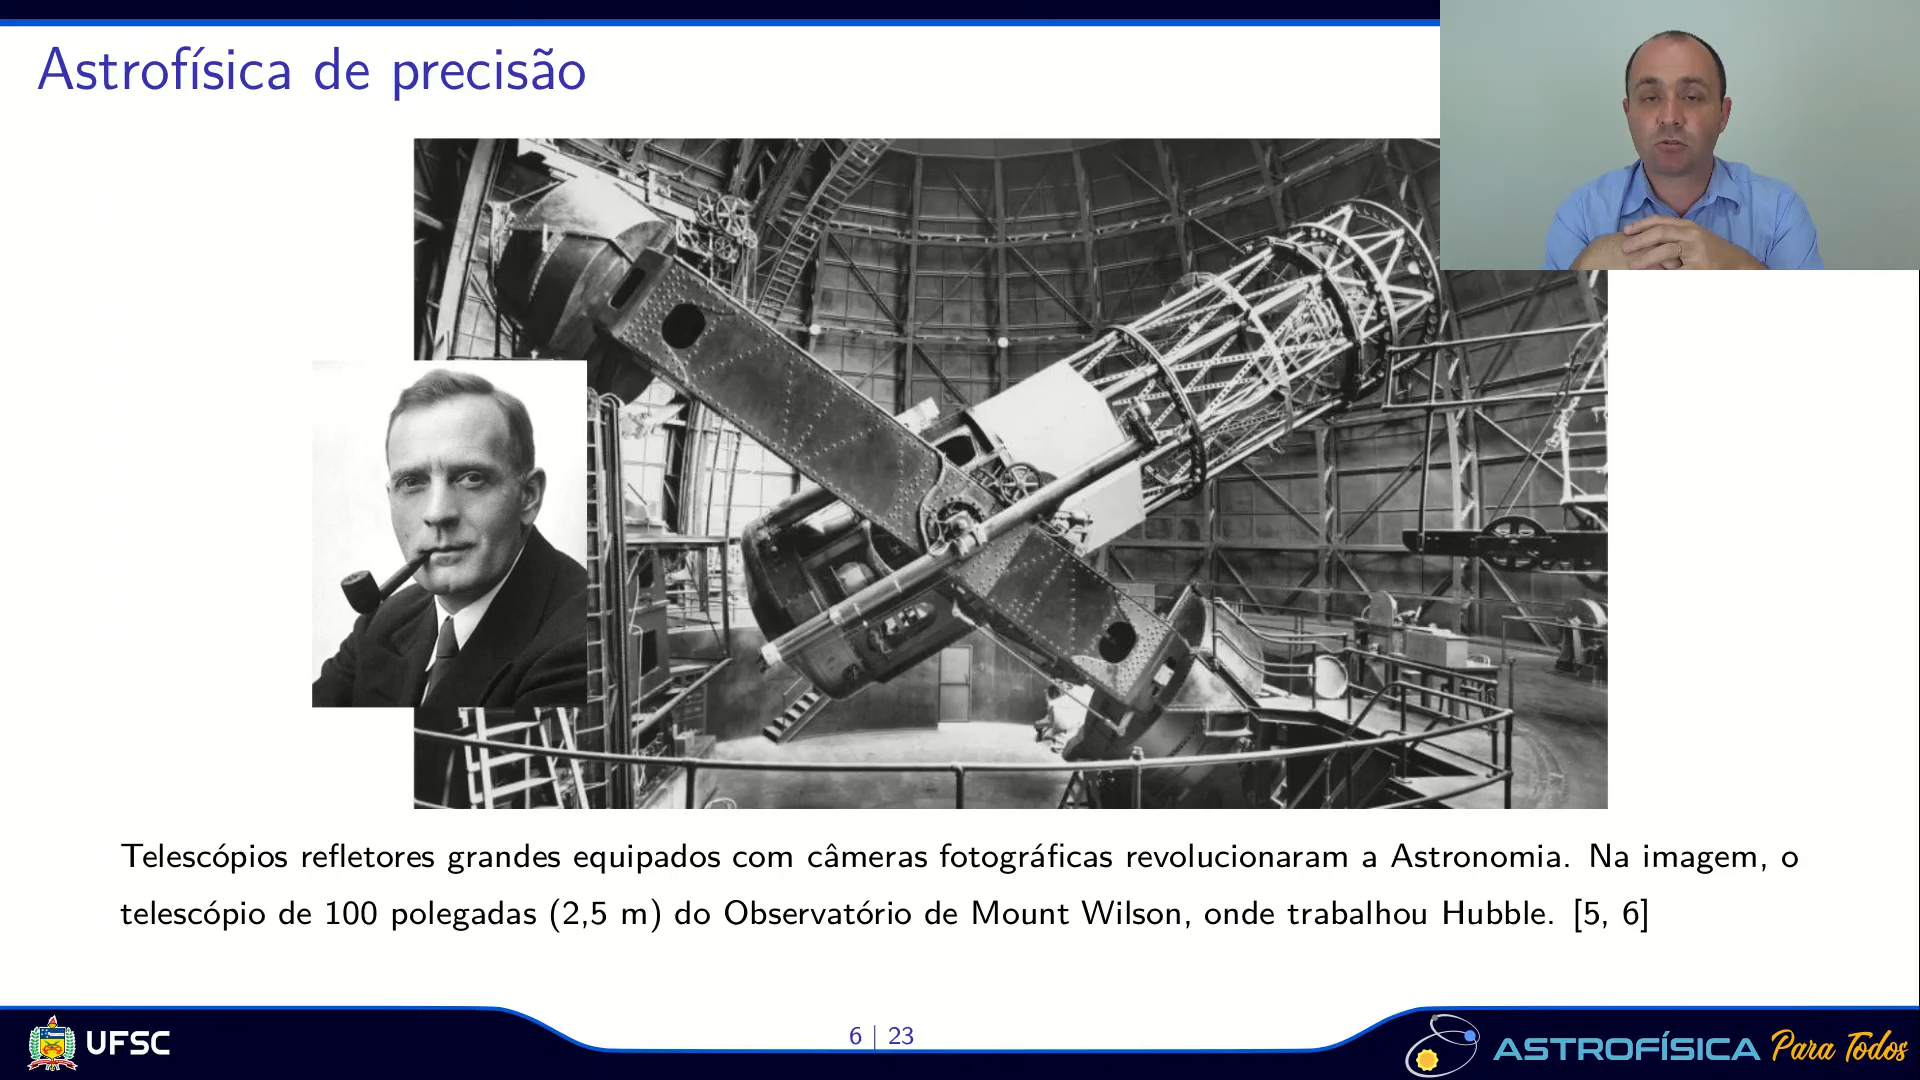 Astrofísica de precisão
Telescópios refletores grandes equipados com câmeras fotográficas revolucionaram a Astronomia. Na imagem, o
telescópio de 100 polegadas (2,5 m) do Observatório de Mount Wilson, onde trabalhou Hubble. [5, 6]
UFSC
6 | 23
ASTROFÍSICA Para Todos